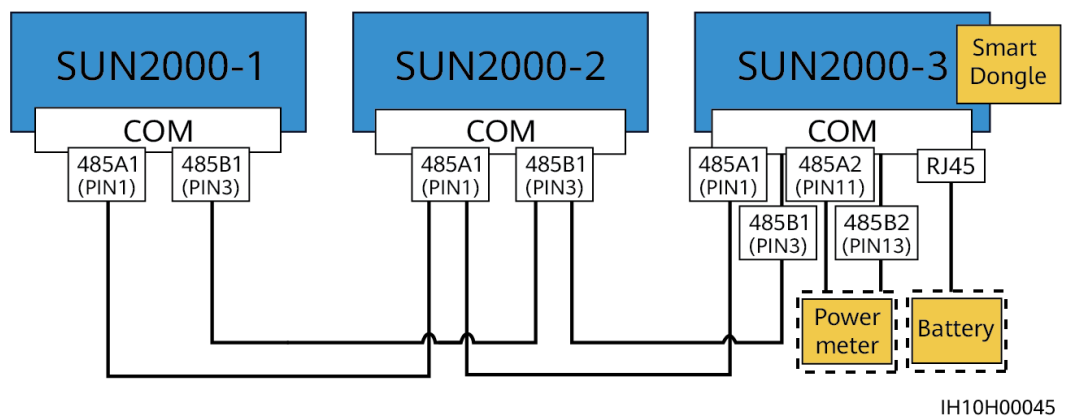 SUN2000-1
COM
485A1
(PIN1)
485B1
(PIN3)
SUN2000-2
COM
485A1
(PIN1)
485B1
(PIN3)
SUN2000-3
Smart
Dongle
COM
485A1
(PIN1)
485A2
(PIN11)
RJ45
485B1
(PIN3)
485B2
(PIN13)
Power
meter
Battery
IH10H00045